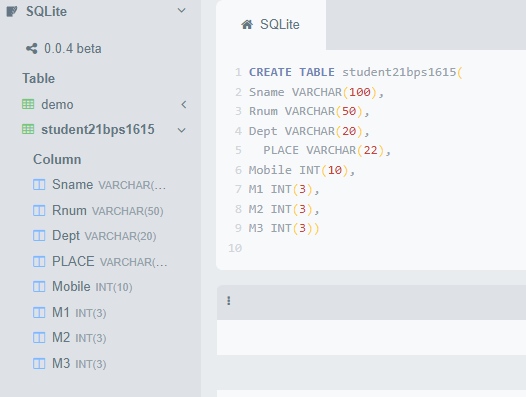 SQLite
0.0.4 beta
Table
demo
student21bps1615
Column
Sname VARCHAR(...
Rnum VARCHAR(50)
Dept VARCHAR(20)
PLACE VARCHAR(...
Mobile INT(10)
M1 INT(3)
M2 INT(3)
M3 INT(3)
SQLite
1 CREATE TABLE student21bps1615(
2 Sname VARCHAR(100),
3 Rnum VARCHAR(50),
4 Dept VARCHAR(20),
5   PLACE VARCHAR(22),
6 Mobile INT(10),
7 M1 INT(3),
8 M2 INT(3),
9 M3 INT(3))
10